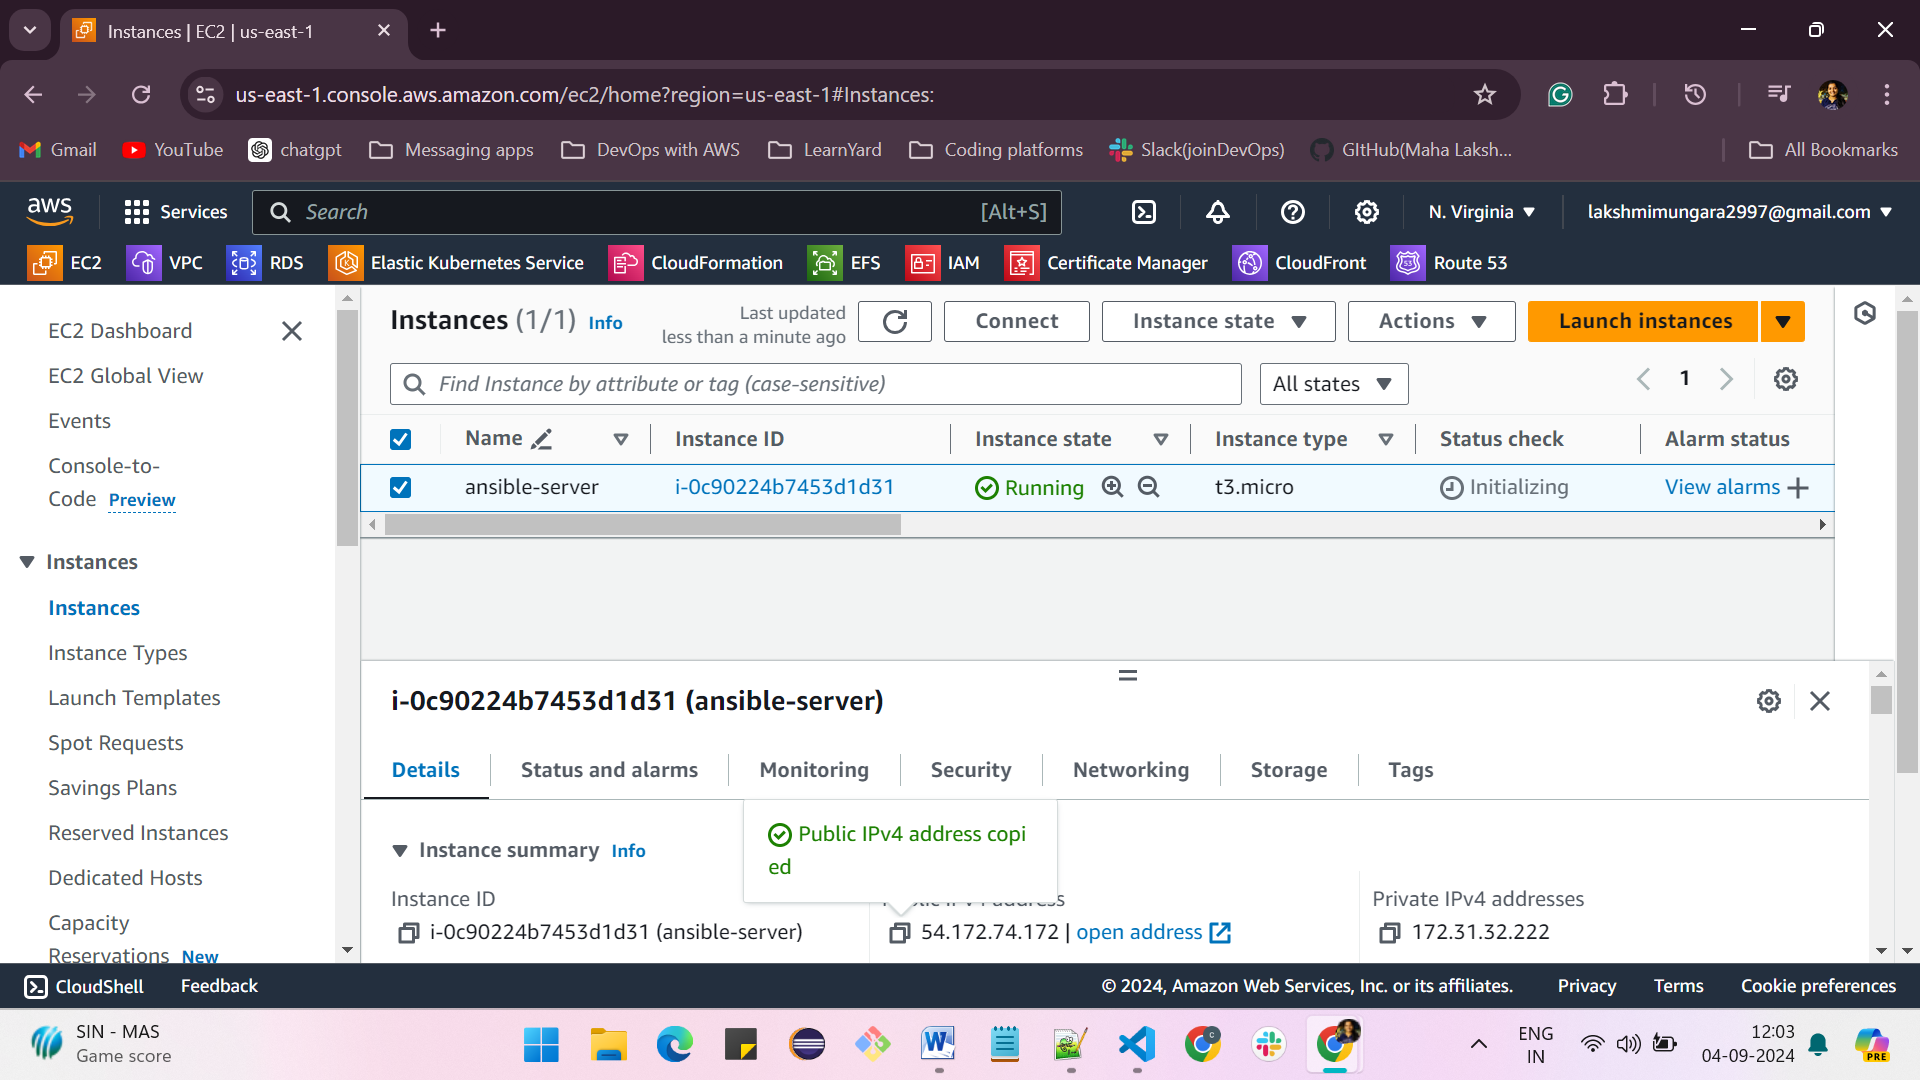 Instances | EC2 | us-east-1
us-east-1.console.aws.amazon.com/ec2/home?region=us-east-1#Instances:
Gmail YouTube chatgpt Messaging apps DevOps with AWS LearnYard Coding platforms Slack(joinDevOps) GItHub(Maha Laksh... All Bookmarks
aws Services Search [Alt+S] N. Virginia lakshmimungara2997@gmail.com
EC2 VPC RDS Elastic Kubernetes Service CloudFormation EFS IAM Certificate Manager CloudFront Route 53
EC2 Dashboard
EC2 Global View
Events
Console-to-
Code Preview
Instances
Instances
Instance Types
Launch Templates
Spot Requests
Savings Plans
Reserved Instances
Dedicated Hosts
Capacity
Reservations New
Instances (1/1) Info
Last updated
less than a minute ago
Connect Instance state Actions Launch instances
Find Instance by attribute or tag (case-sensitive) All states 1
Name Instance ID Instance state Instance type Status check Alarm status
ansible-server i-0c90224b7453d1d31 Running t3.micro Initializing View alarms
i-0c90224b7453d1d31 (ansible-server)
Details Status and alarms Monitoring Security Networking Storage Tags
Public IPv4 address copi
ed
Instance summary Info
Instance ID address Private IPv4 addresses
i-0c90224b7453d1d31 (ansible-server) 54.172.74.172 | open address 172.31.32.222
CloudShell Feedback © 2024, Amazon Web Services, Inc. or its affiliates. Privacy Terms Cookie preferences
SIN - MAS
Game score
ENG
IN
12:03
04-09-2024
PRE